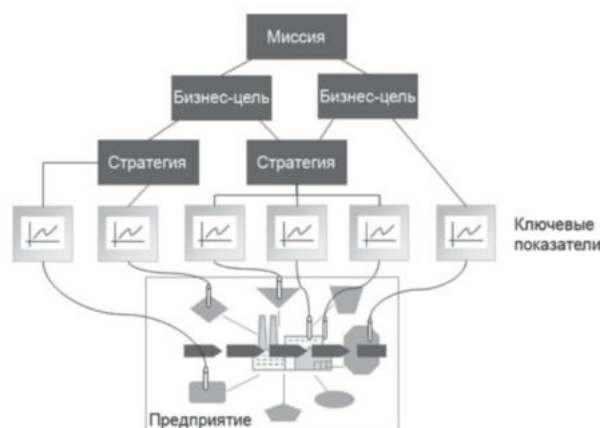 Миссия
Бизнес-цель
Бизнес-цель
Стратегия
Стратегия
Ключевые
показатели
Предприятие